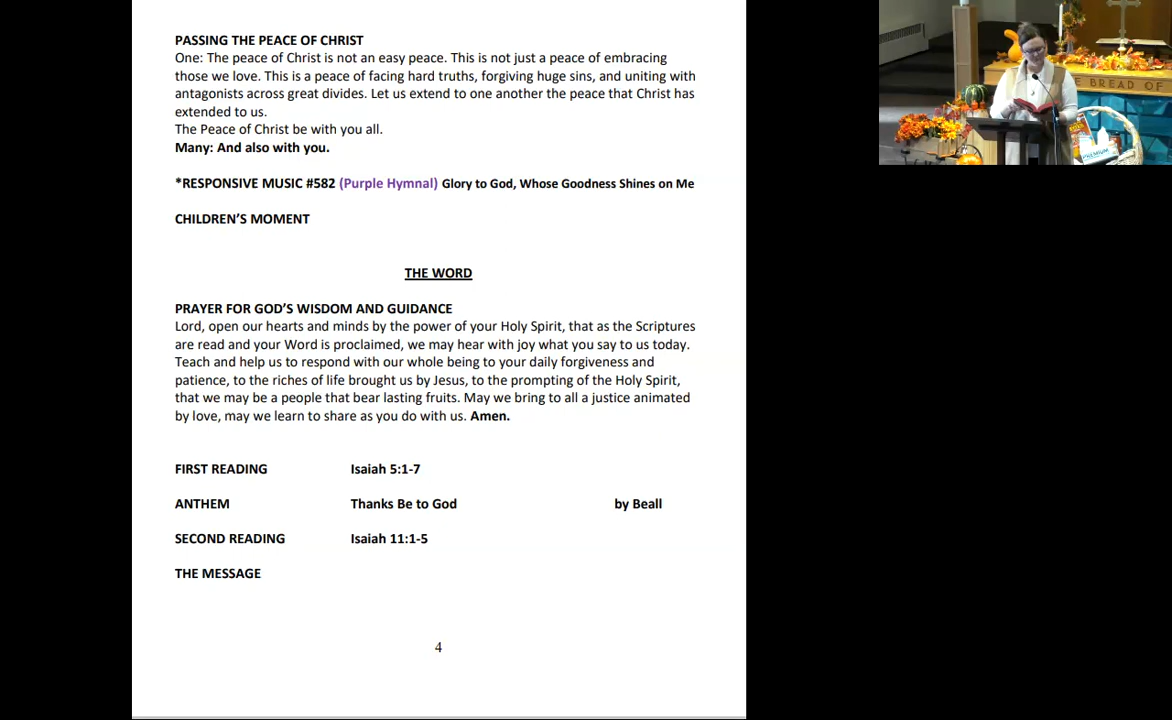 PASSING THE PEACE OF CHRIST
One: The peace of Christ is not an easy peace. This is not just a peace of embracing
those we love. This is a peace of facing hard truths, forgiving huge sins, and uniting with
antagonists across great divides. Let us extend to one another the peace that Christ has
extended to us.
The Peace of Christ be with you all.
Many: And also with you.
*RESPONSIVE MUSIC #582 (Purple Hymnal) Glory to God, Whose Goodness Shines on Me
CHILDREN’S MOMENT
THE WORD
PRAYER FOR GOD’S WISDOM AND GUIDANCE
Lord, open our hearts and minds by the power of your Holy Spirit, that as the Scriptures
are read and your Word is proclaimed, we may hear with joy what you say to us today.
Teach and help us to respond with our whole being to your daily forgiveness and
patience, to the riches of life brought us by Jesus, to the prompting of the Holy Spirit,
that we may be a people that bear lasting fruits. May we bring to all a justice animated
by love, may we learn to share as you do with us. Amen.
FIRST READING Isaiah 5:1-7
ANTHEM Thanks Be to God by Beall
SECOND READING Isaiah 11:1-5
THE MESSAGE
4
BREAD OF
PREMIUM